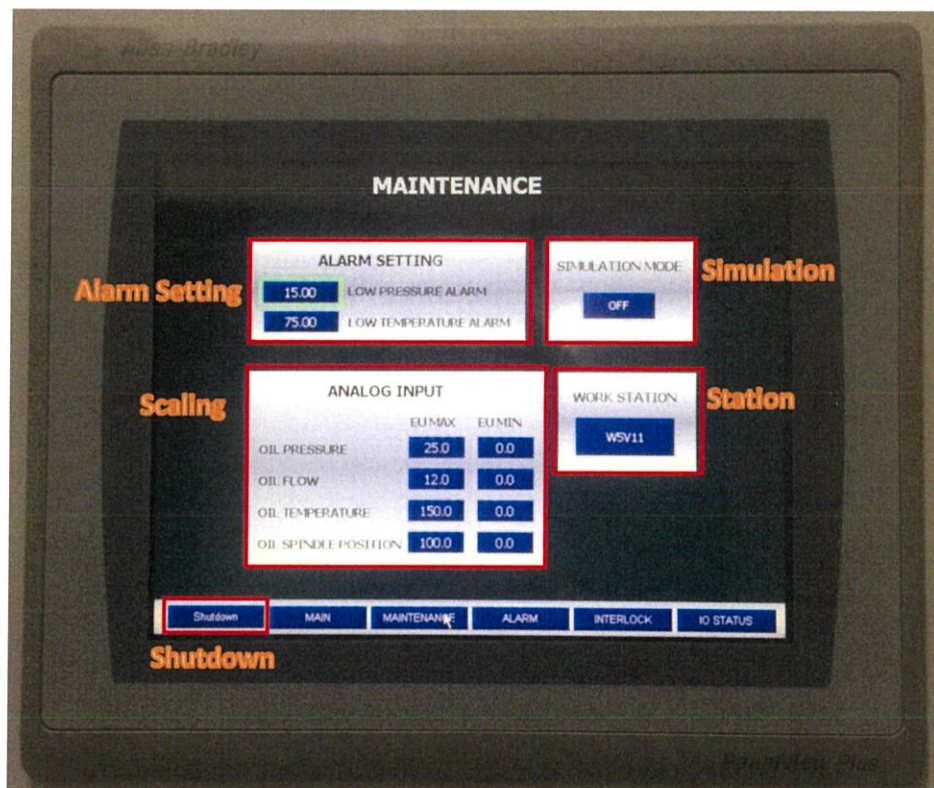 Allen-Bradley
MAINTENANCE
ALARM SETTING
15.00 LOW PRESSURE ALARM
75.00 LOW TEMPERATURE ALARM
Alarm Setting
SIMULATION MODE
OFF
Simulation
ANALOG INPUT
EU MAX EU MIN
OIL PRESSURE 25.0 0.0
OIL FLOW 12.0 0.0
OIL TEMPERATURE 150.0 0.0
OIL SPINDLE POSITION 100.0 0.0
Scaling
WORK STATION
WSV11
Station
Shutdown MAIN MAINTENANCE ALARM INTERLOCK IO STATUS
Shutdown
PanelView Plus